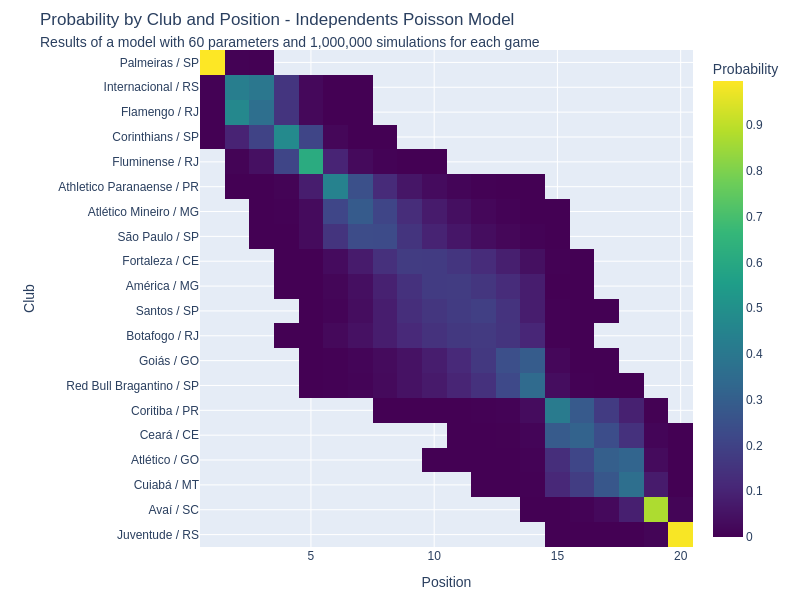 Probability by Club and Position - Independents Poisson Model
Results of a model with 60 parameters and 1,000,000 simulations for each game
Probability
Club
Palmeiras / SP
Internacional / RS
Flamengo / RJ
Corinthians / SP
Fluminense / RJ
Athletico Paranaense / PR
Atlético Mineiro / MG
São Paulo / SP
Fortaleza / CE
América / MG
Santos / SP
Botafogo / RJ
Goiás / GO
Red Bull Bragantino / SP
Coritiba / PR
Ceará / CE
Atlético / GO
Cuiabá / MT
Avaí / SC
Juventude / RS
0.9
0.8
0.7
0.6
0.5
0.4
0.3
0.2
0.1
0
5
10
15
20
Position